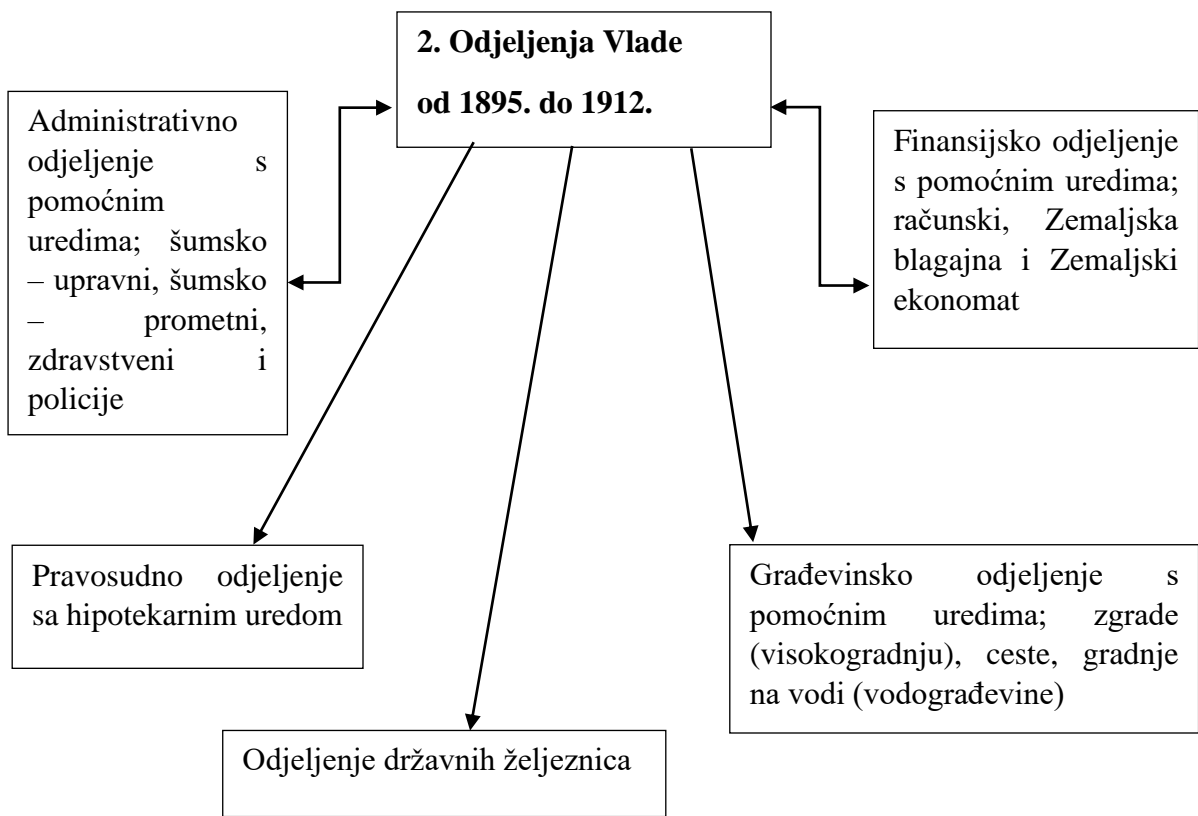 2. Odjeljenja Vlade
od 1895. do 1912.
Administrativno
odjeljenje s
pomoćnim
uredima; šumsko
– upravni, šumsko
– prometni,
zdravstveni i
policije
Finansijsko odjeljenje
s pomoćnim uredima;
računski, Zemaljska
blagajna i Zemaljski
ekonomat
Pravosudno odjeljenje
sa hipotekarnim uredom
Građevinsko odjeljenje s
pomoćnim uredima; zgrade
(visokogradnju), ceste, gradnje
na vodi (vodograđevine)
Odjeljenje državnih željeznica